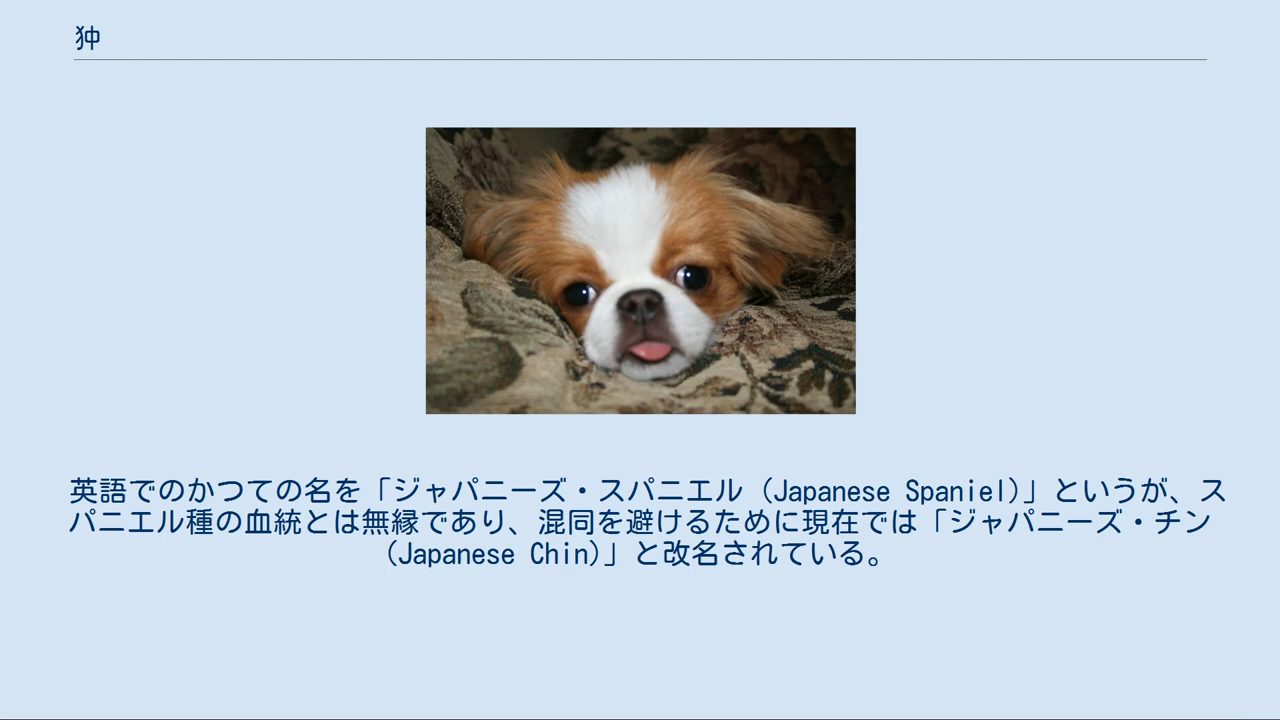 狆
英語でのかつての名を「ジャパニーズ・スパニエル (Japanese Spaniel)」というが、ス
パニエル種の血統とは無縁であり、混同を避けるために現在では「ジャパニーズ・チン
(Japanese Chin)」と改名されている。